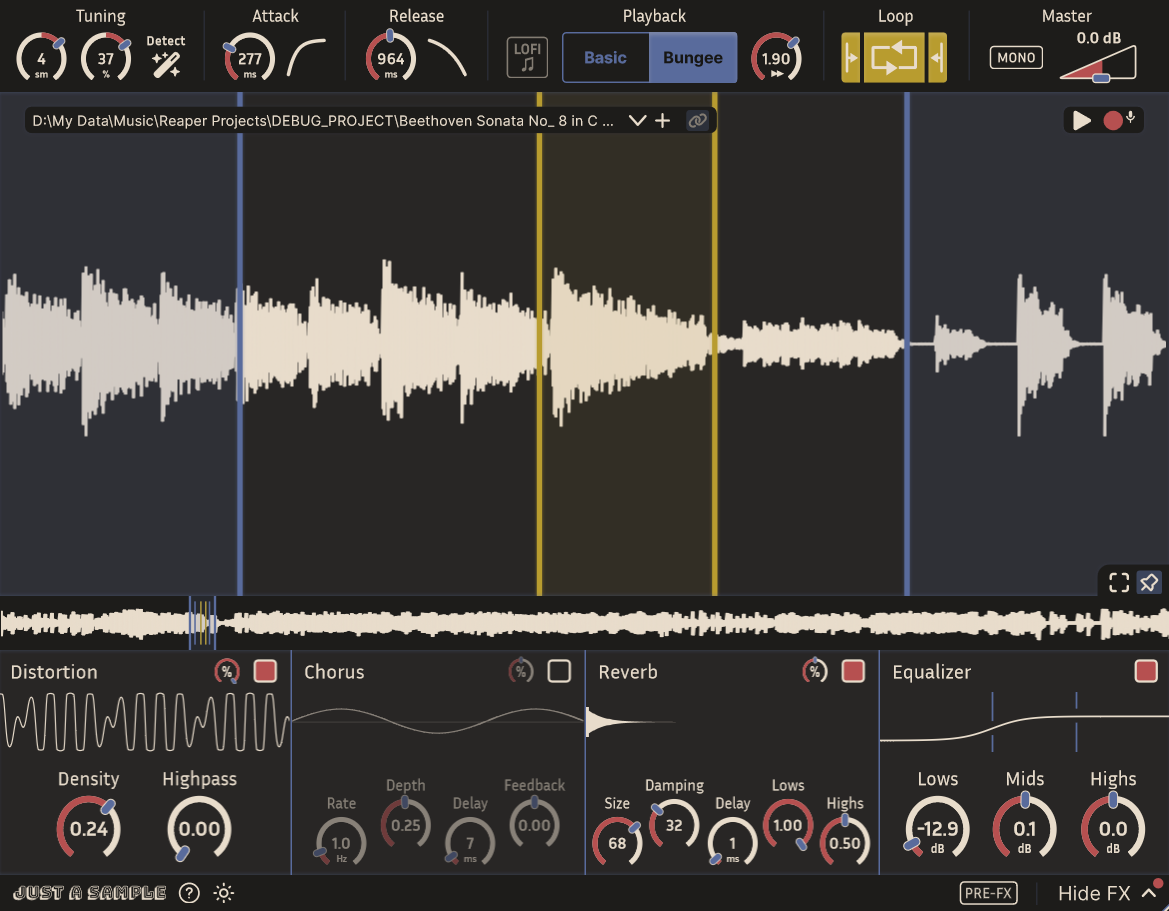 Tuning Attack Release Playback Loop Master
4 sm 37 % Detect 277 ms 964 ms LOFI Basic Bungee 1.90 MONO 0.0 dB
D:\My Data\Music\Reaper Projects\DEBUG_PROJECT\Beethoven Sonata No_ 8 in C ...
Distortion % Chorus % Reverb % Equalizer
Density Highpass
0.24 0.00
Rate Depth Delay Feedback
1.0 Hz 0.25 7 ms 0.00
Size Damping Delay Lows Highs
68 32 1 ms 1.00 0.50
Lows Mids Highs
-12.9 dB 0.1 dB 0.0 dB
JUST A SAMPLE ? PRE-FX Hide FX